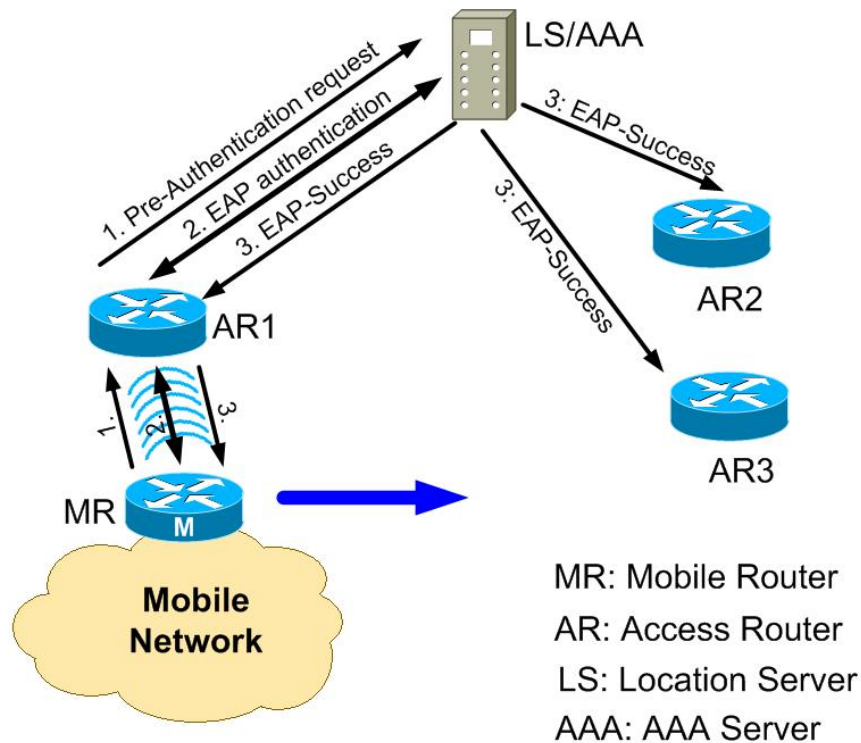 LS/AAA
1. Pre-Authentication request
2. EAP authentication
3. EAP-Success
3: EAP-Success
3: EAP-Success
AR2
AR1
AR3
1.
2:
3.
MR
M
Mobile
Network
MR: Mobile Router
AR: Access Router
LS: Location Server
AAA: AAA Server